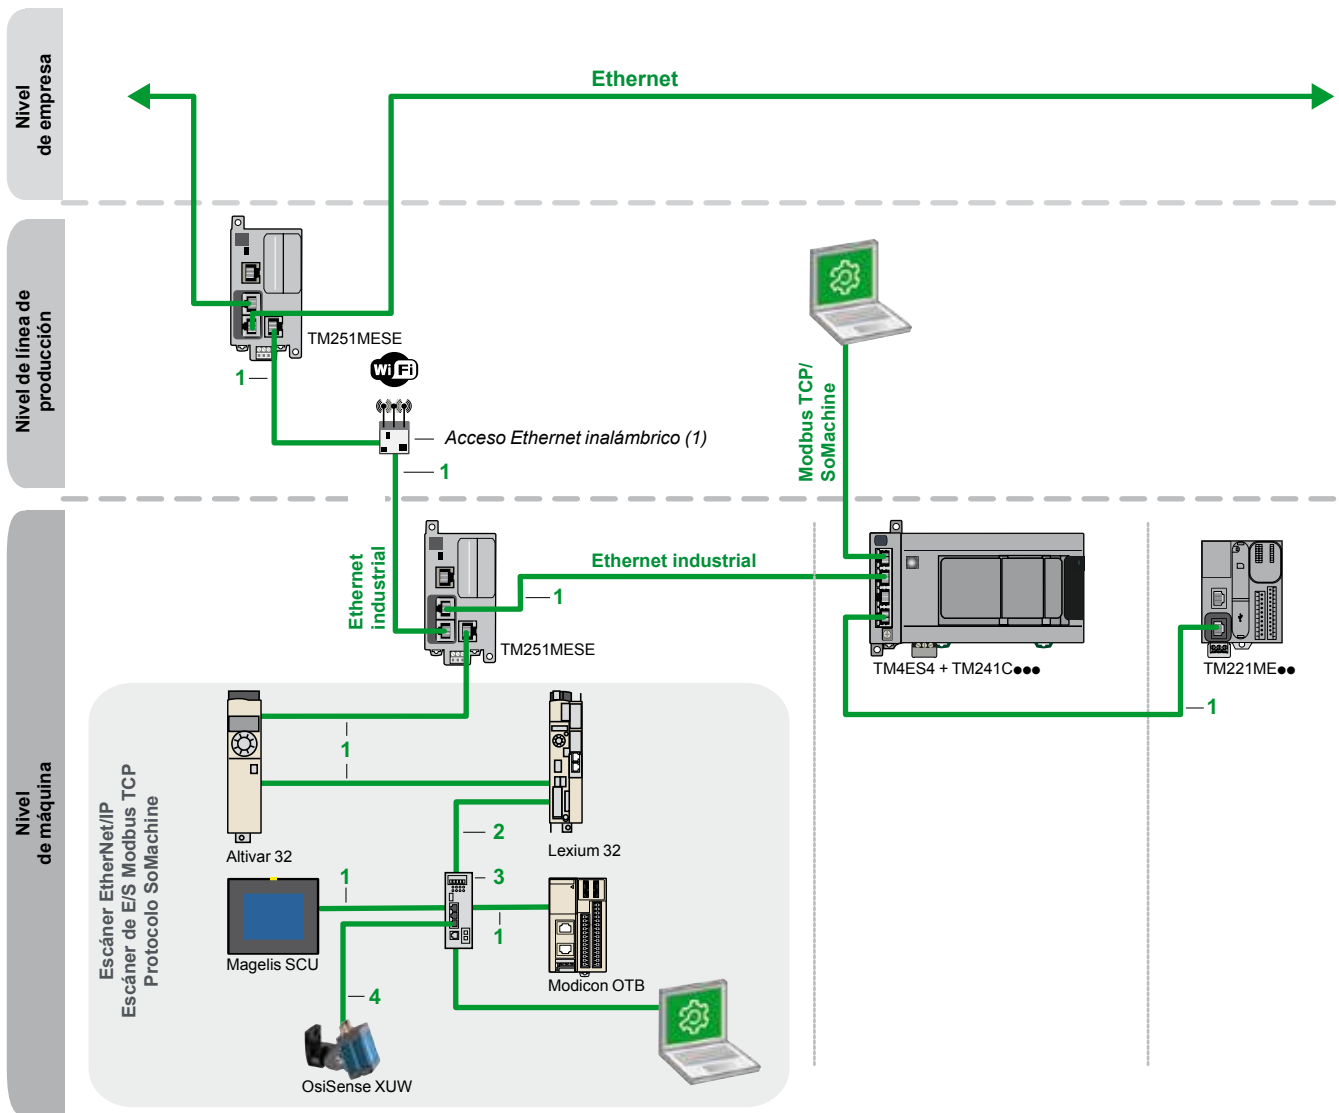 Nivel
de empresa
Ethernet
Nivel de línea de
producción
TM251MESE
1
Wi Fi
Acceso Ethernet inalámbrico (1)
1
Modbus TCP/
SoMachine
Nivel
de máquina
Ethernet
industrial
Ethernet industrial
1
TM251MESE
TM4ES4 + TM241C●●●
TM221ME●●
1
Escáner EtherNet/IP
Escáner de E/S Modbus TCP
Protocolo SoMachine
1
Altivar 32
2
Lexium 32
3
1
1
Magelis SCU
Modicon OTB
4
OsiSense XUW